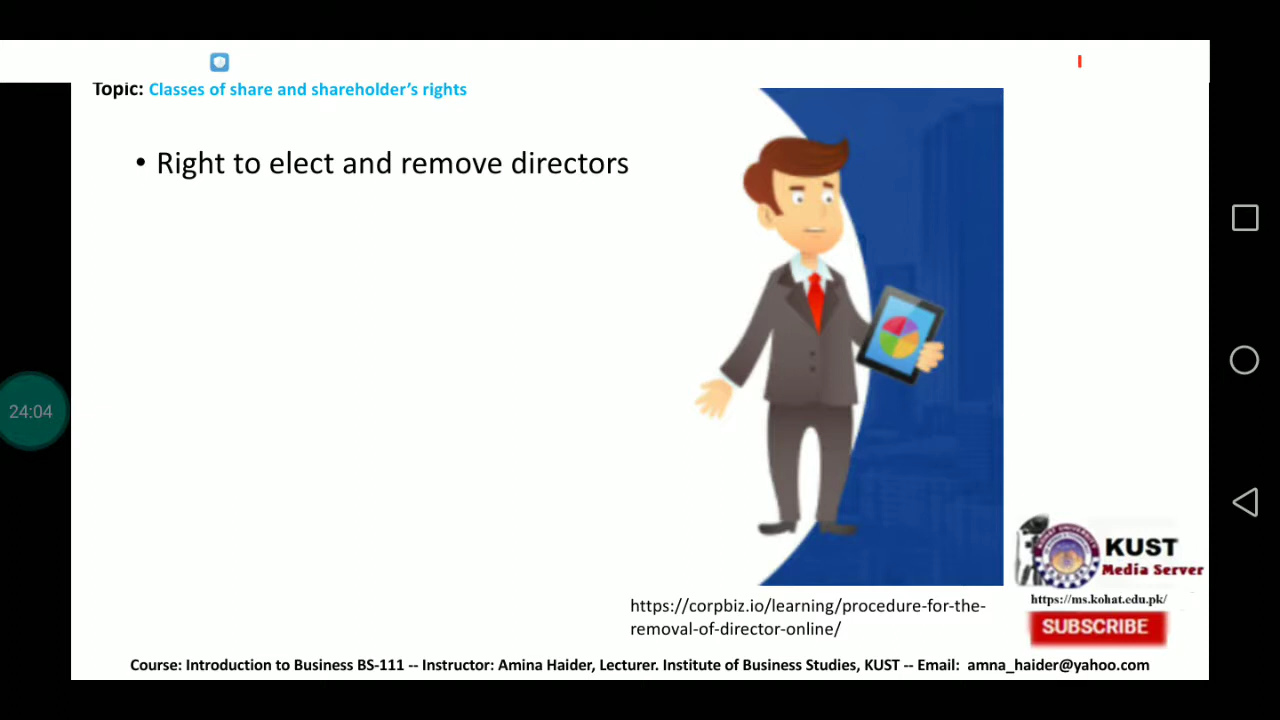 Topic: Classes of share and shareholder's rights
• Right to elect and remove directors
24:04
KUST
Media Server
https://ms.kohat.edu.pk/
SUBSCRIBE
https://corpbiz.io/learning/procedure-for-the-
removal-of-director-online/
Course: Introduction to Business BS-111 -- Instructor: Amina Haider, Lecturer. Institute of Business Studies, KUST -- Email: amna_haider@yahoo.com